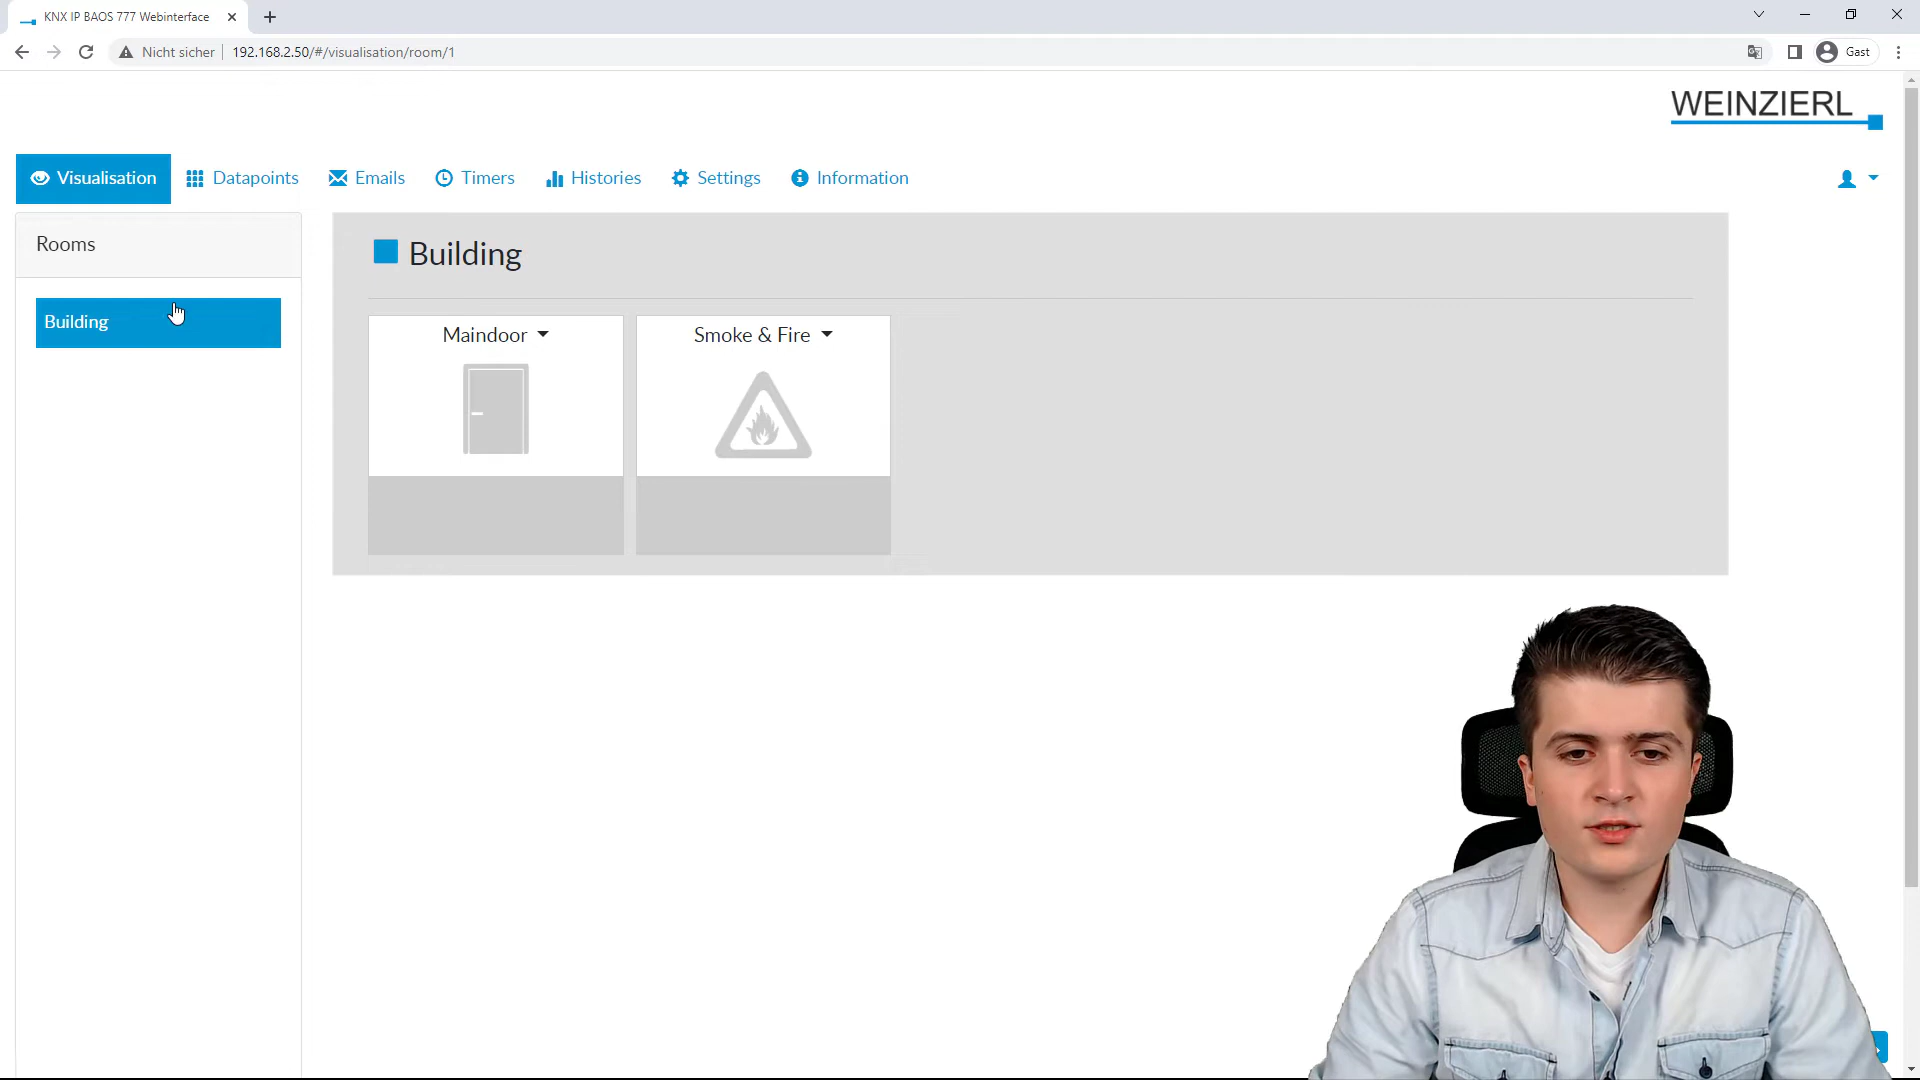 KNX IP BAOS 777 Webinterface
Nicht sicher 192.168.2.50/#/visualisation/room/1 Gast
WEINZIERL
Visualisation Datapoints Emails Timers Histories Settings Information
Rooms
Building
Building
Maindoor Smoke & Fire